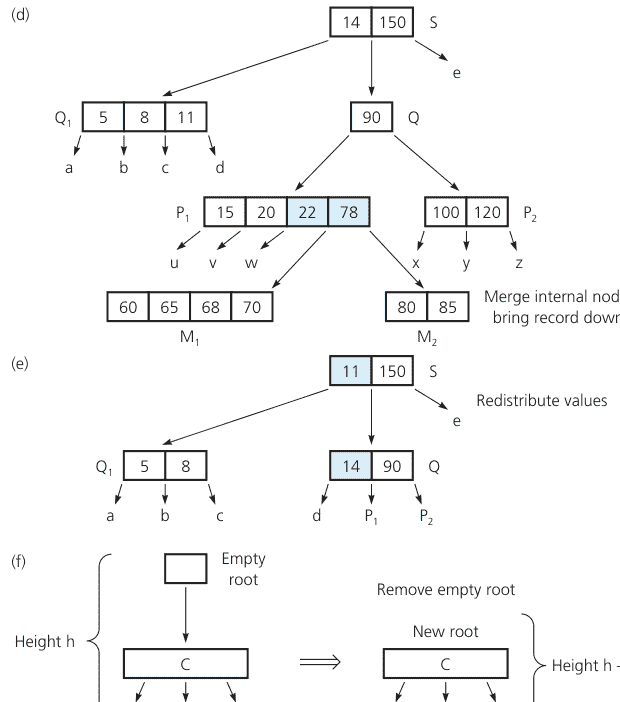 (d)
14 150 S
e
Q1 5 8 11
90 Q
a b c d
P1 15 20 22 78
100 120 P2
u v w
x y z
60 65 68 70
80 85
Merge internal nod
bring record down
M1
M2
(e)
11 150 S
Redistribute values
e
Q1 5 8
14 90 Q
a b c
d P1 P2
(f)
Empty
root
Remove empty root
New root
Height h
C
C
Height h -